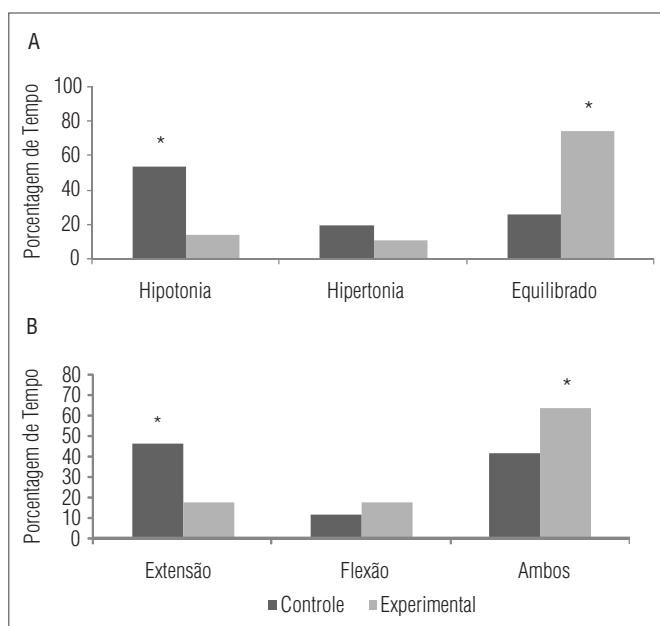 A
Porcentagem de Tempo
100
80
60
40
20
0
*
*
Hipotonia Hipertonia Equilibrado
B
Porcentagem de Tempo
80
70
60
50
40
30
20
10
0
*
*
Extensão Flexão Ambos
Controle Experimental